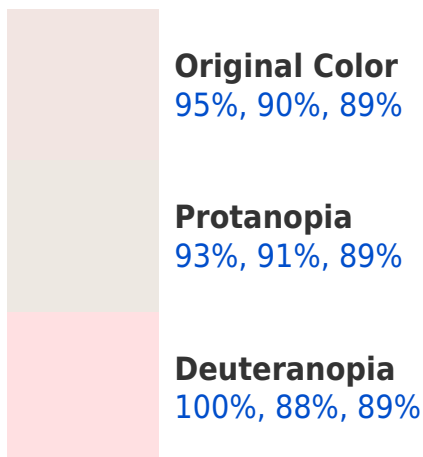 Original Color
95%, 90%, 89%
Protanopia
93%, 91%, 89%
Deuteranopia
100%, 88%, 89%